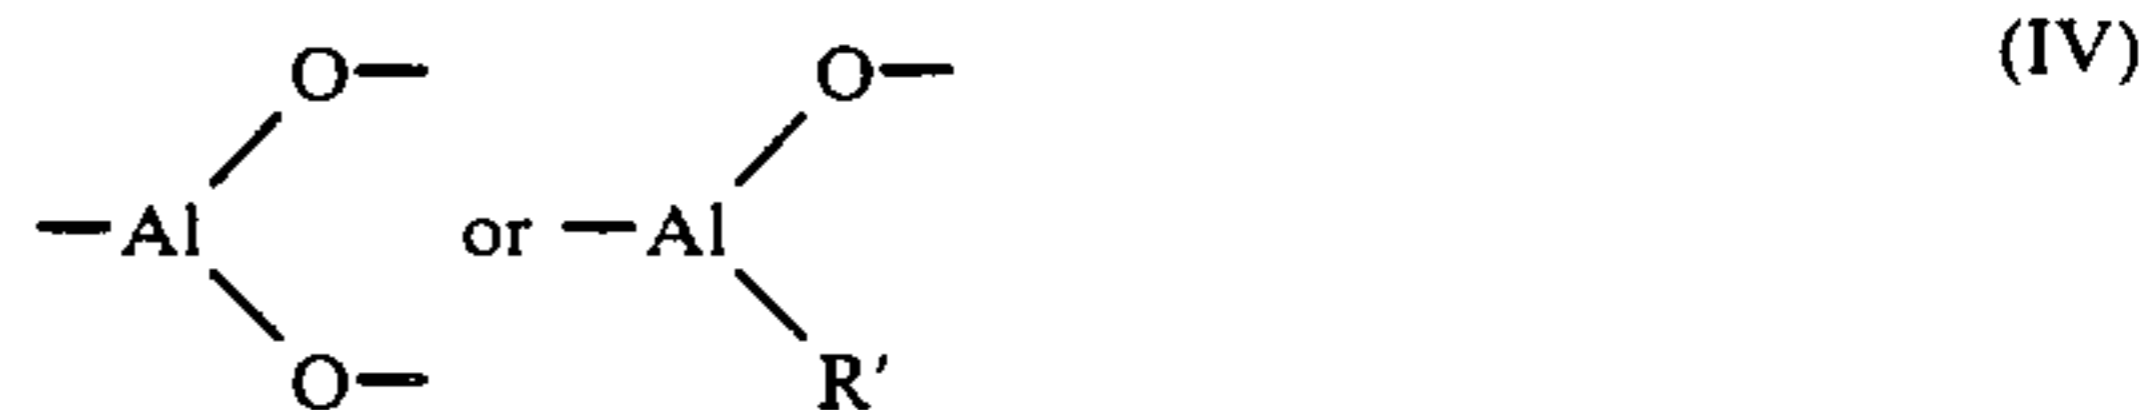 O— O— (IV)
—Al or —Al
O— R′